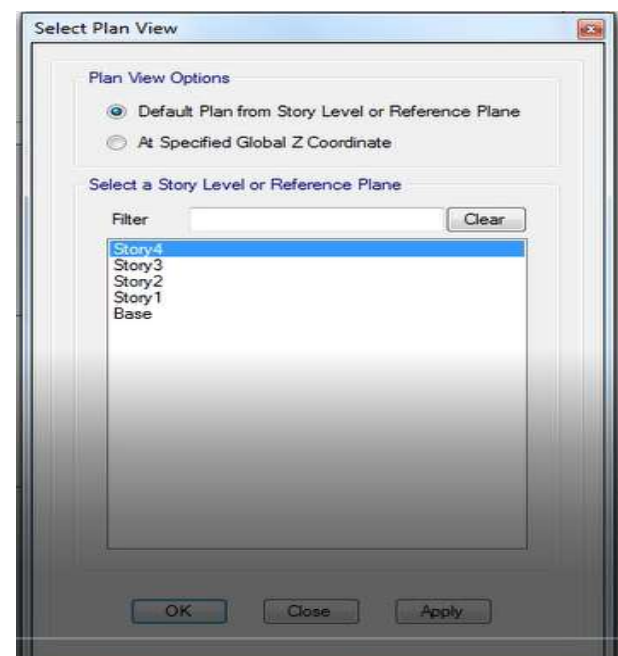 Select Plan View
Plan View Options
Default Plan from Story Level or Reference Plane
At Specified Global Z Coordinate
Select a Story Level or Reference Plane
Filter Clear
Story4
Story3
Story2
Story1
Base
OK Close Apply